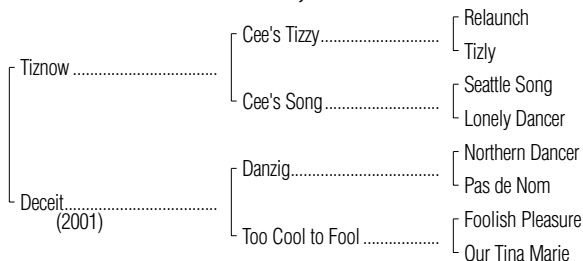 Relaunch
Cee's Tizzy..............................
Tizly
Tiznow ....................................
Seattle Song
Cee's Song.............................
Lonely Dancer
Northern Dancer
Danzig.....................................
Pas de Nom
Deceit......................................
(2001)
Foolish Pleasure
Too Cool to Fool ...................
Our Tina Marie